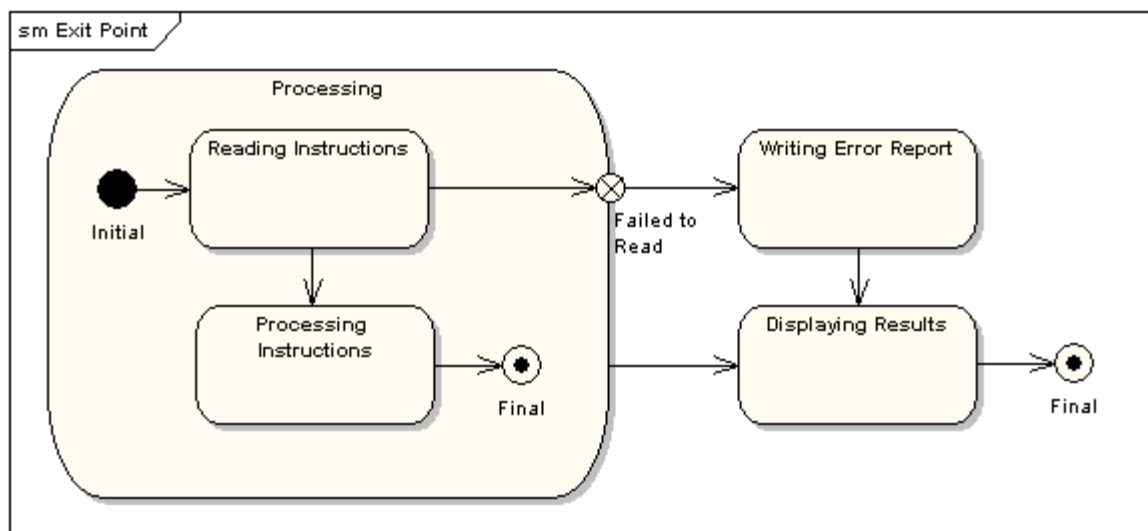 sm Exit Point
Processing
Reading Instructions
Initial
Processing
Instructions
Final
Failed to
Read
Writing Error Report
Displaying Results
Final